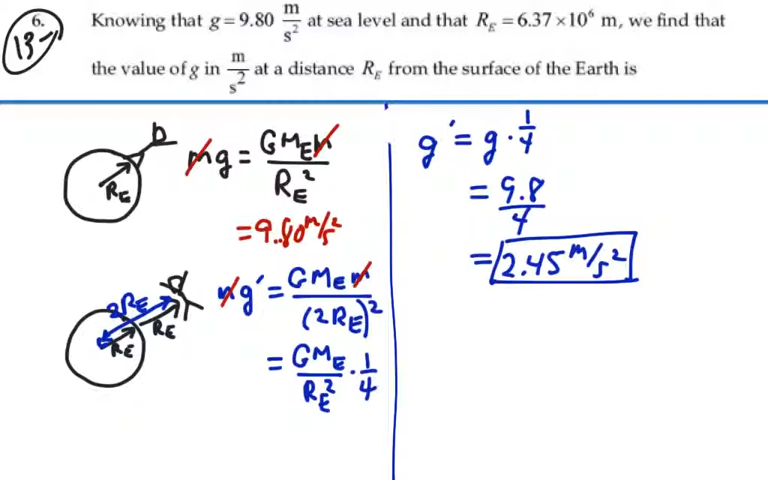 6. Knowing that g = 9.80 m/s² at sea level and that R_E = 6.37 × 10⁶ m, we find that
13
the value of g in m/s² at a distance R_E from the surface of the Earth is
R_E
mg = GM_E m / R_E²
= 9.80 m/s²
2R_E
R_E
R_E
mg' = GM_E m / (2R_E)²
= GM_E / R_E² · 1/4
g' = g · 1/4
= 9.8 / 4
= 2.45 m/s²